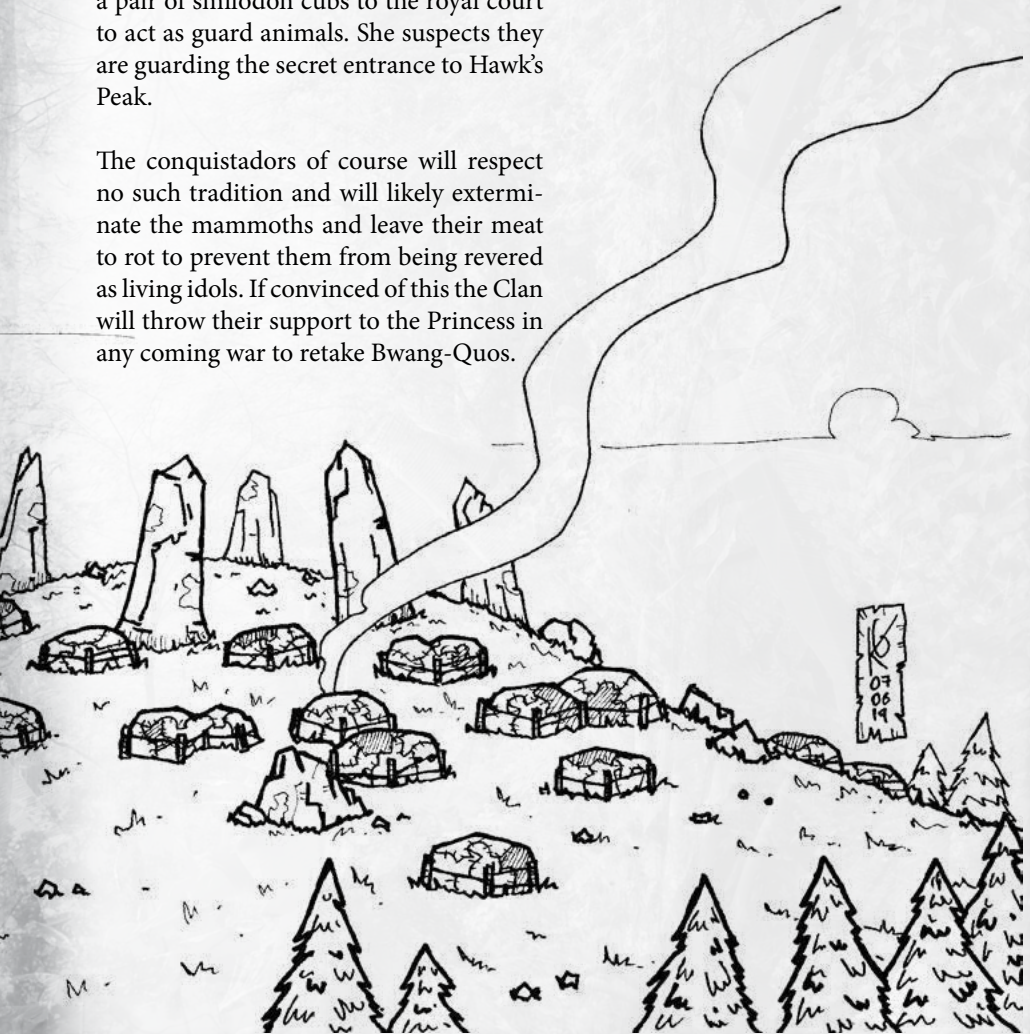 a pair of smilodon cubs to the royal court
to act as guard animals. She suspects they
are guarding the secret entrance to Hawk's
Peak.
The conquistadors of course will respect
no such tradition and will likely extermi-
nate the mammoths and leave their meat
to rot to prevent them from being revered
as living idols. If convinced of this the Clan
will throw their support to the Princess in
any coming war to retake Bwang-Quos.
07
06
19